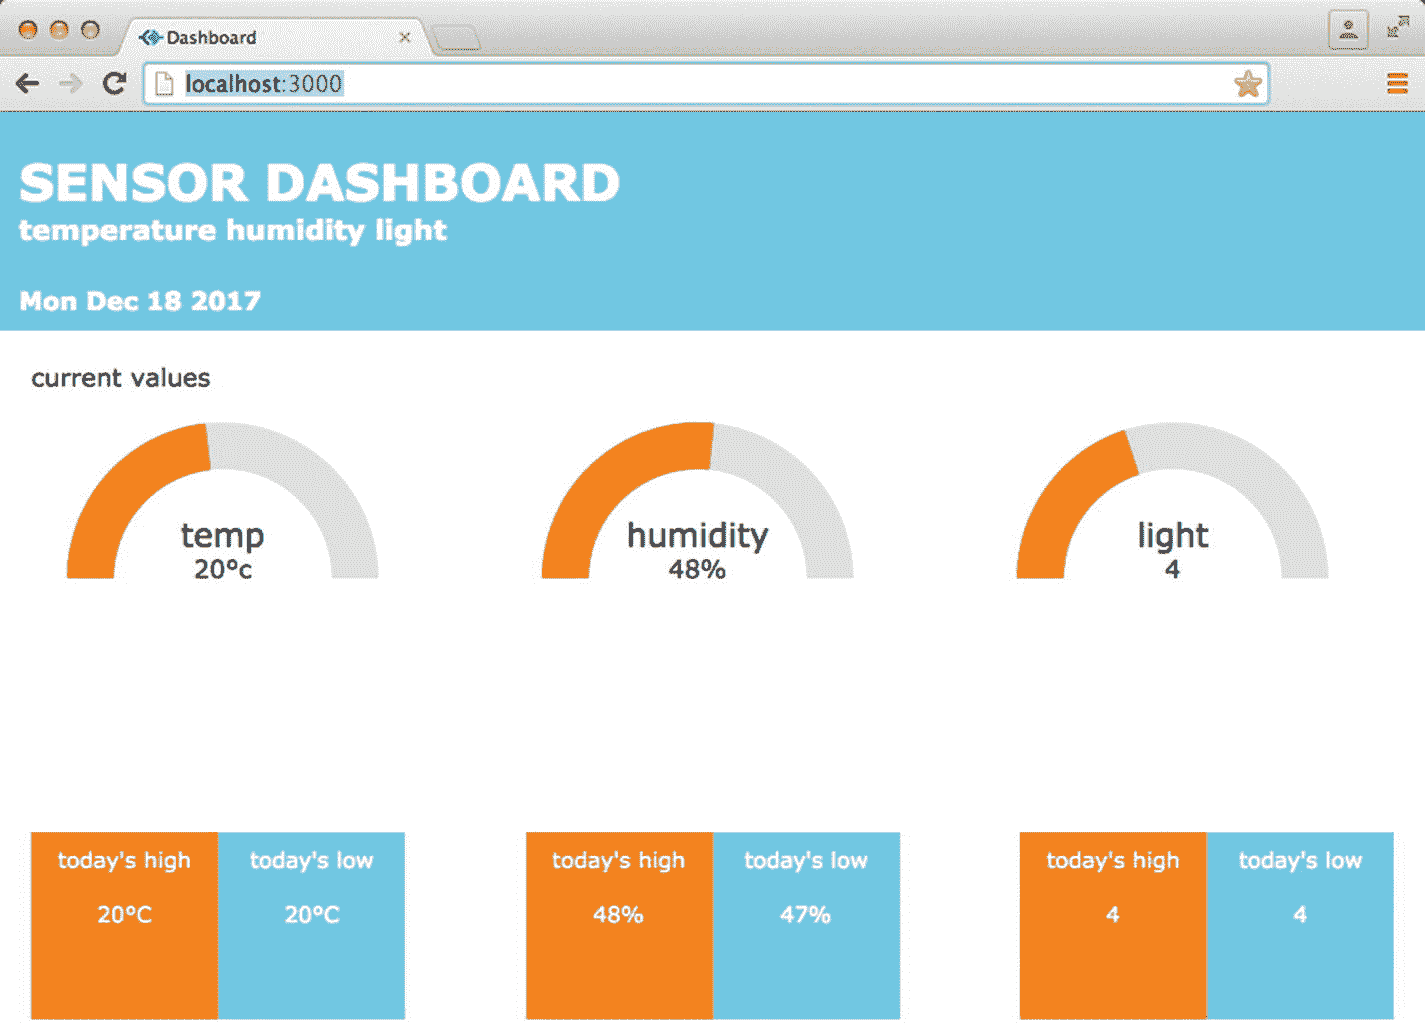 Dashboard
localhost:3000
SENSOR DASHBOARD
temperature humidity light
Mon Dec 18 2017
current values
temp
20°c
humidity
48%
light
4
today's high
20°C
today's low
20°C
today's high
48%
today's low
47%
today's high
4
today's low
4